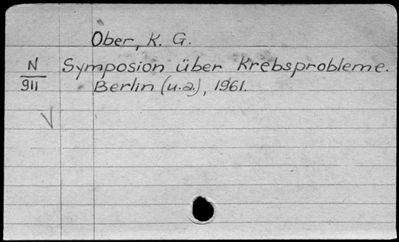 Ober, K. G.
N Symposion über Krebsprobleme.
911 Berlin (u.a.), 1961.